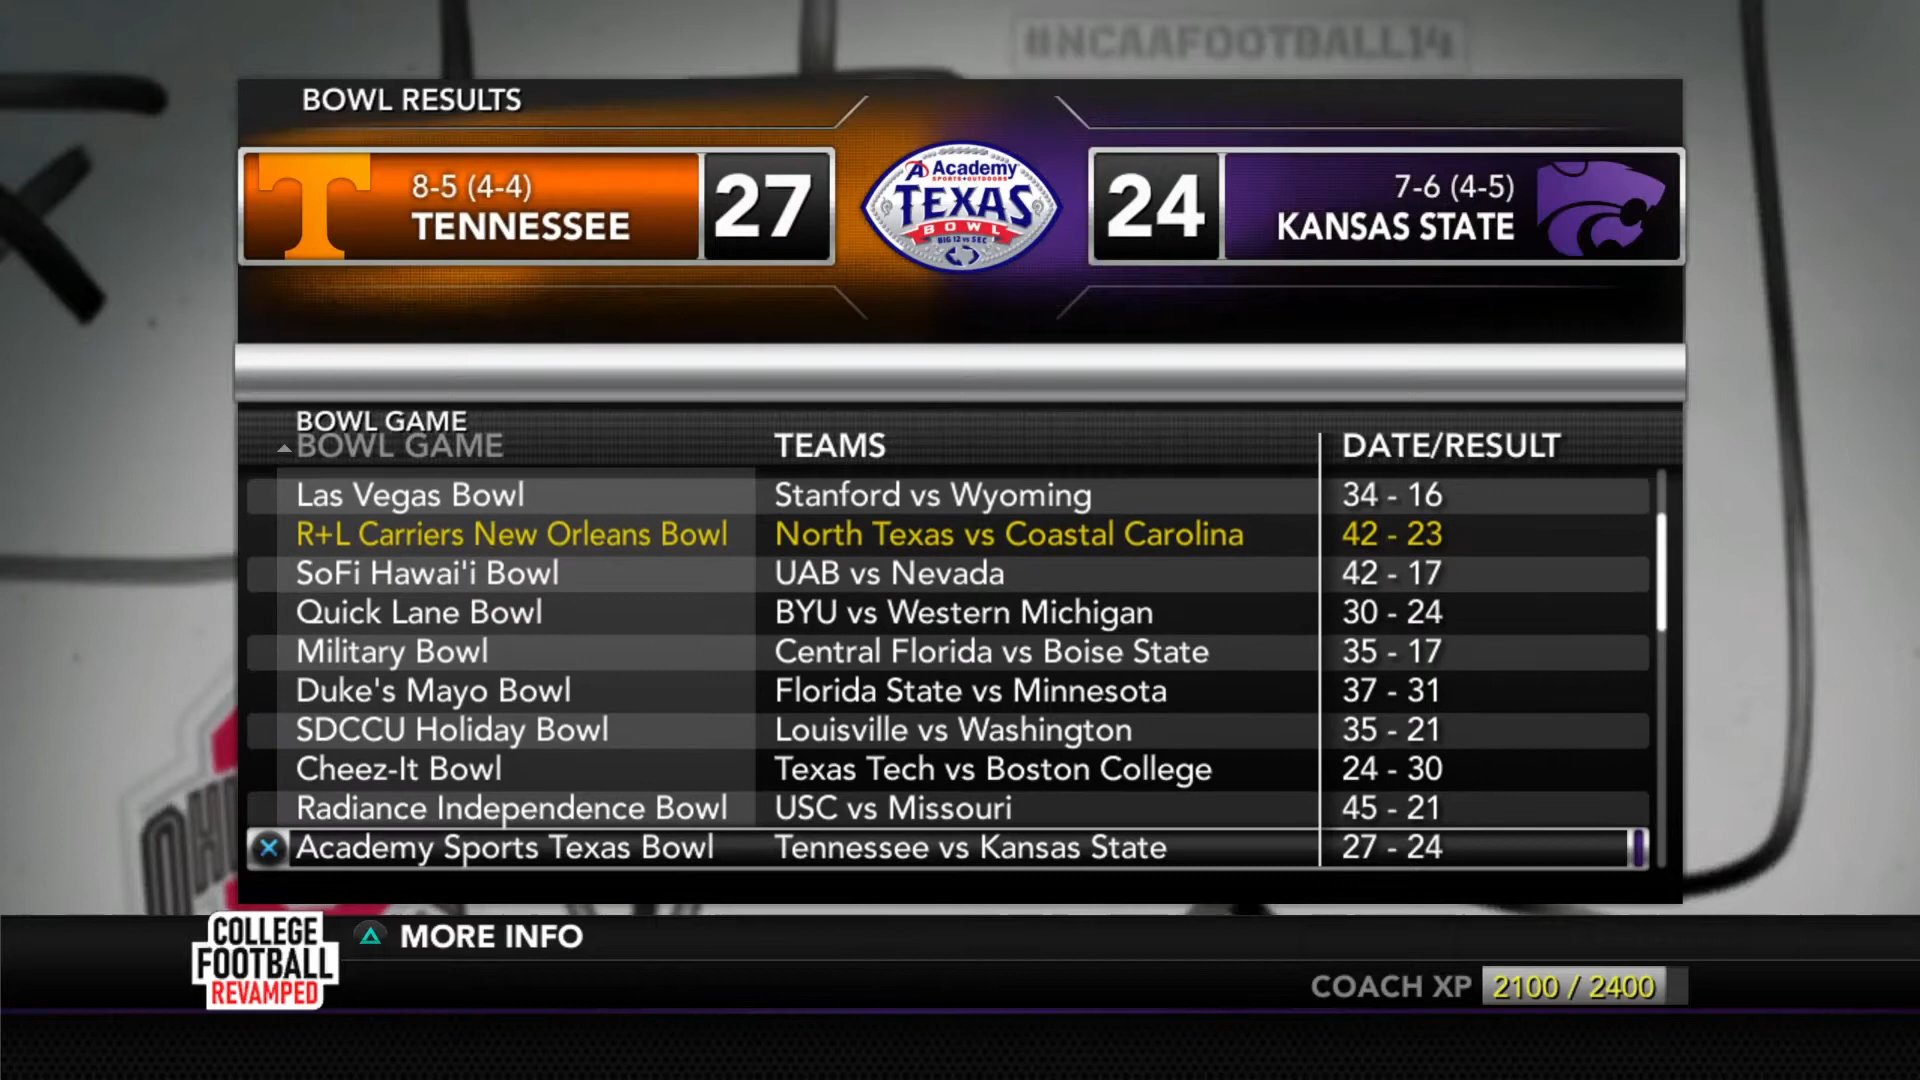 #NCAAFOOTBALL14
BOWL RESULTS
8-5 (4-4)
TENNESSEE
27
Academy
SPORTS+OUTDOORS
TEXAS
BOWL
BIG 12 vs SEC
24
7-6 (4-5)
KANSAS STATE
BOWL GAME
BOWL GAME TEAMS DATE/RESULT
Las Vegas Bowl Stanford vs Wyoming 34 - 16
R+L Carriers New Orleans Bowl North Texas vs Coastal Carolina 42 - 23
SoFi Hawai'i Bowl UAB vs Nevada 42 - 17
Quick Lane Bowl BYU vs Western Michigan 30 - 24
Military Bowl Central Florida vs Boise State 35 - 17
Duke's Mayo Bowl Florida State vs Minnesota 37 - 31
SDCCU Holiday Bowl Louisville vs Washington 35 - 21
Cheez-It Bowl Texas Tech vs Boston College 24 - 30
Radiance Independence Bowl USC vs Missouri 45 - 21
Academy Sports Texas Bowl Tennessee vs Kansas State 27 - 24
COLLEGE
FOOTBALL
REVAMPED
MORE INFO
COACH XP 2100 / 2400